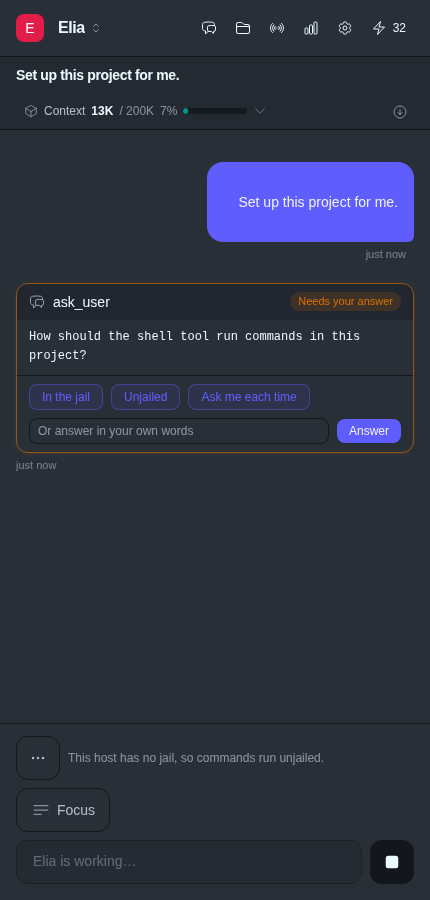 E Elia 32
Set up this project for me.
Context 13K / 200K 7%
Set up this project for me.
just now
ask_user Needs your answer
How should the shell tool run commands in this
project?
In the jail Unjailed Ask me each time
Or answer in your own words Answer
just now
This host has no jail, so commands run unjailed.
Focus
Elia is working…